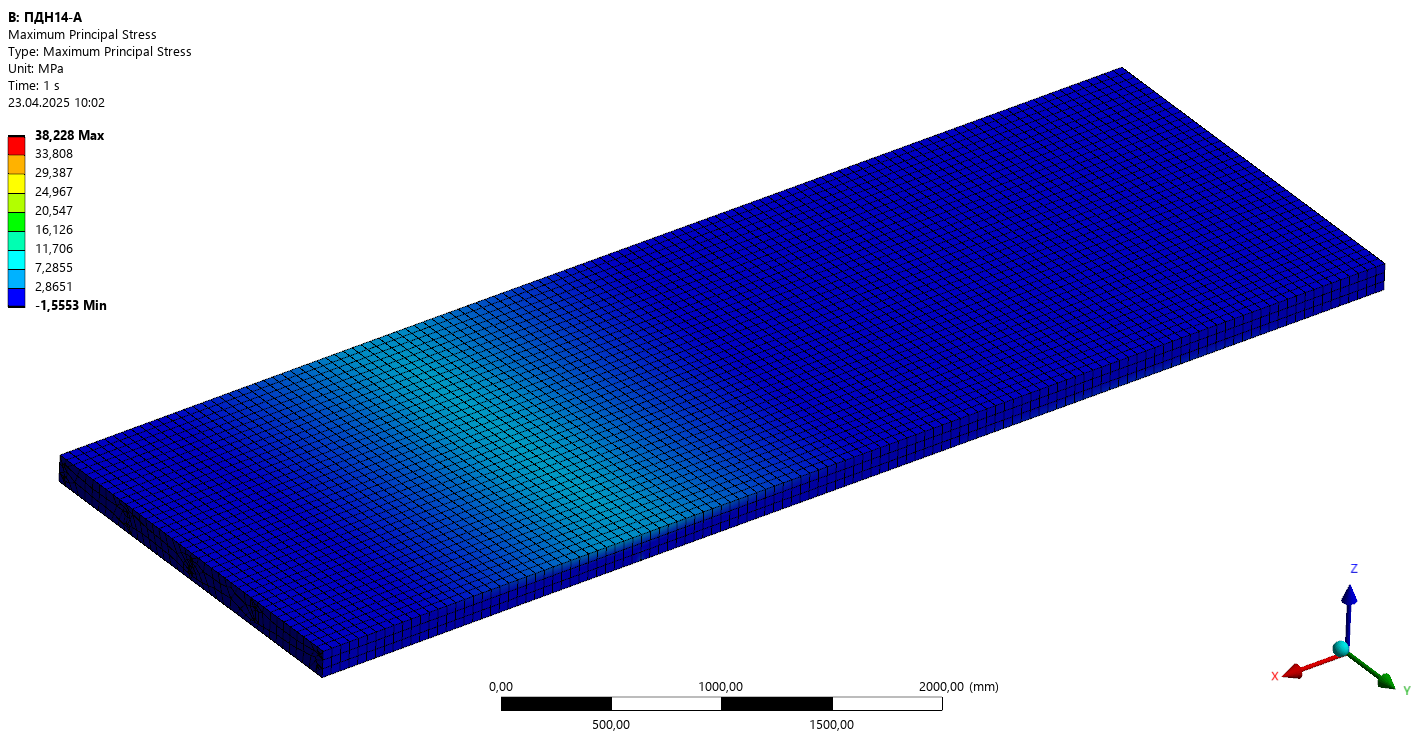 B: ПДН14-А
Maximum Principal Stress
Type: Maximum Principal Stress
Unit: MPa
Time: 1 s
23.04.2025 10:02
38,228 Max
33,808
29,387
24,967
20,547
16,126
11,706
7,2855
2,8651
-1,5553 Min
0,00 1000,00 2000,00 (mm)
500,00 1500,00
Z
X
Y